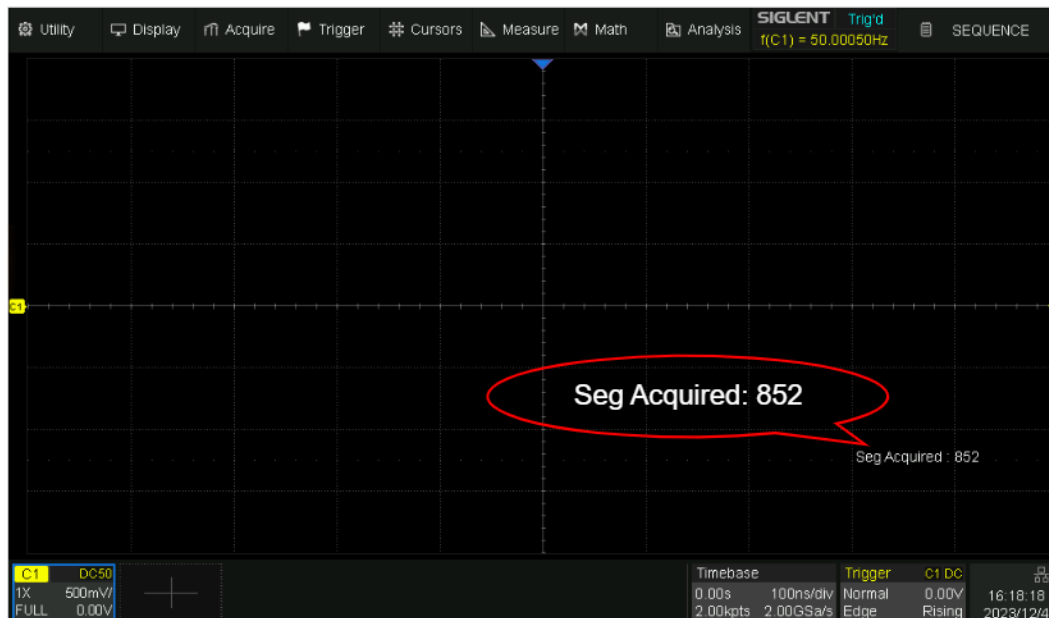 Utility Display Acquire Trigger Cursors Measure Math Analysis SIGLENT Trig'd SEQUENCE
f(C1) = 50.00050Hz
C1
Seg Acquired: 852
Seg Acquired : 852
C1 DC50 Timebase Trigger C1 DC
1X 500mV/ 0.00s 100ns/div Normal 0.00V 16:18:18
FULL 0.00V 2.00kpts 2.00GSa/s Edge Rising 2023/12/4